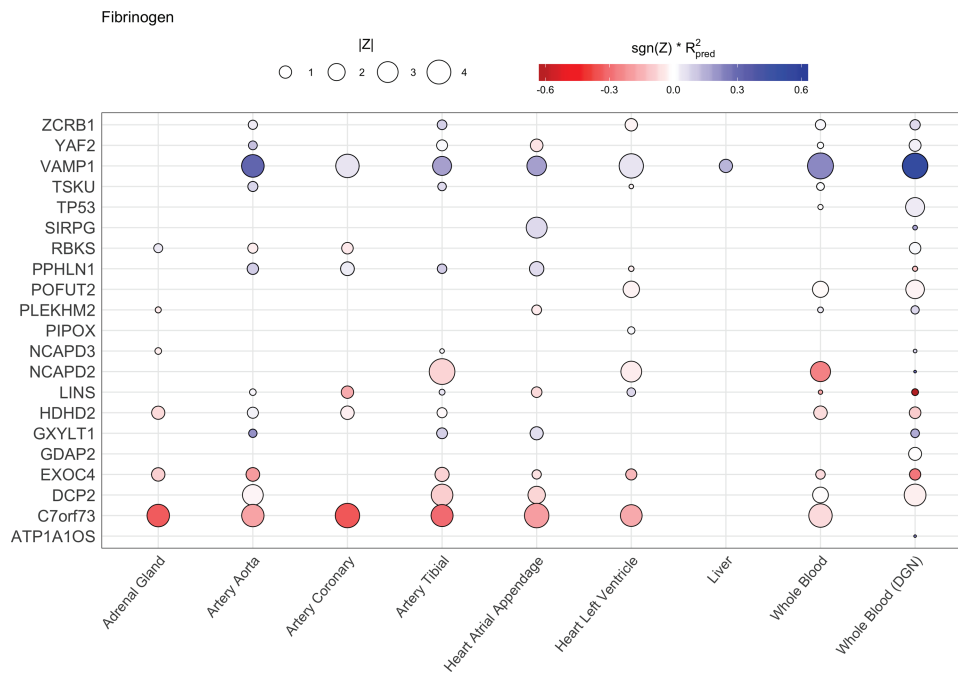 Fibrinogen
|Z|
1 2 3 4
sgn(Z) * R²pred
-0.6 -0.3 0.0 0.3 0.6
ZCRB1
YAF2
VAMP1
TSKU
TP53
SIRPG
RBKS
PPHLN1
POFUT2
PLEKHM2
PIPOX
NCAPD3
NCAPD2
LINS
HDHD2
GXYLT1
GDAP2
EXOC4
DCP2
C7orf73
ATP1A1OS
Adrenal Gland
Artery Aorta
Artery Coronary
Artery Tibial
Heart Atrial Appendage
Heart Left Ventricle
Liver
Whole Blood
Whole Blood (DGN)